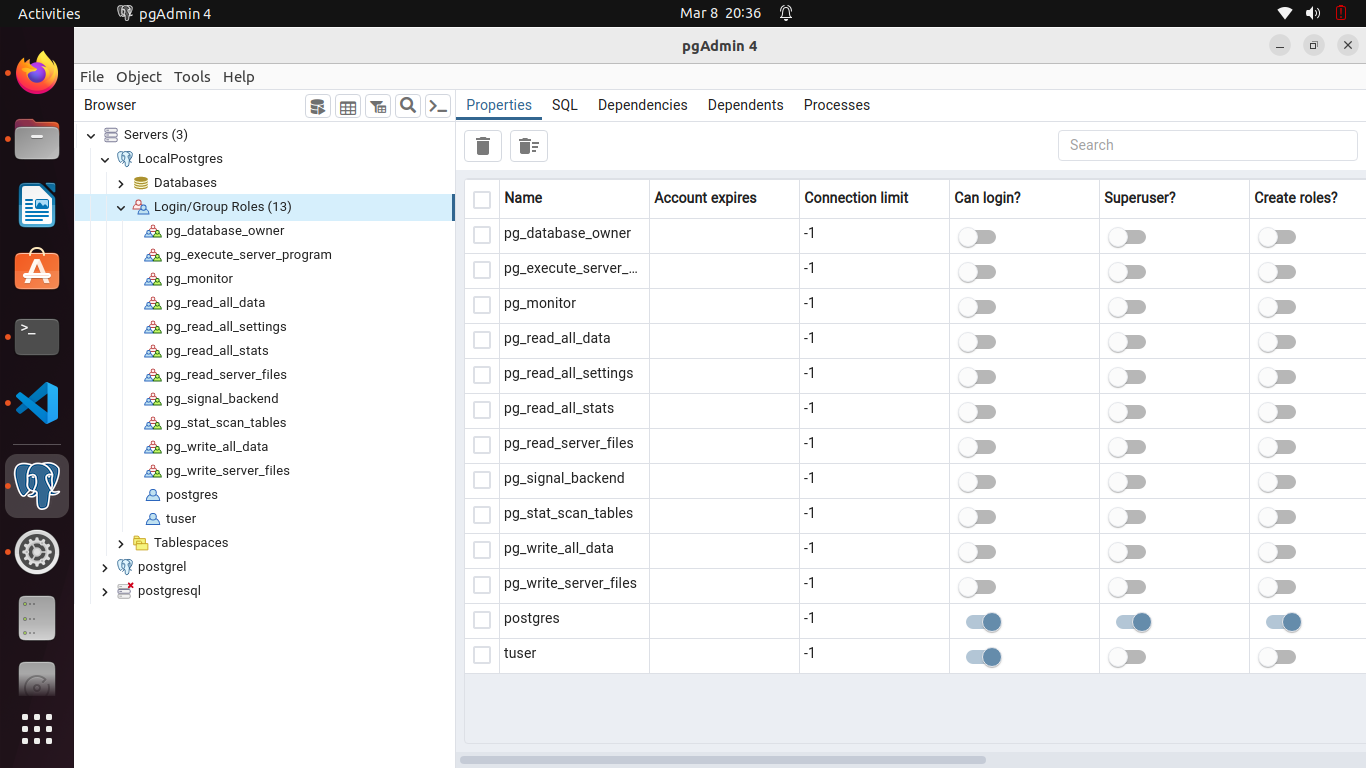 Activities pgAdmin 4 Mar 8 20:36
pgAdmin 4
File Object Tools Help
Browser
Properties SQL Dependencies Dependents Processes
Search
Servers (3)
LocalPostgres
Databases
Login/Group Roles (13)
pg_database_owner
pg_execute_server_program
pg_monitor
pg_read_all_data
pg_read_all_settings
pg_read_all_stats
pg_read_server_files
pg_signal_backend
pg_stat_scan_tables
pg_write_all_data
pg_write_server_files
postgres
tuser
Tablespaces
postgrel
postgresql
Name Account expires Connection limit Can login? Superuser? Create roles?
pg_database_owner -1
pg_execute_server_... -1
pg_monitor -1
pg_read_all_data -1
pg_read_all_settings -1
pg_read_all_stats -1
pg_read_server_files -1
pg_signal_backend -1
pg_stat_scan_tables -1
pg_write_all_data -1
pg_write_server_files -1
postgres -1
tuser -1